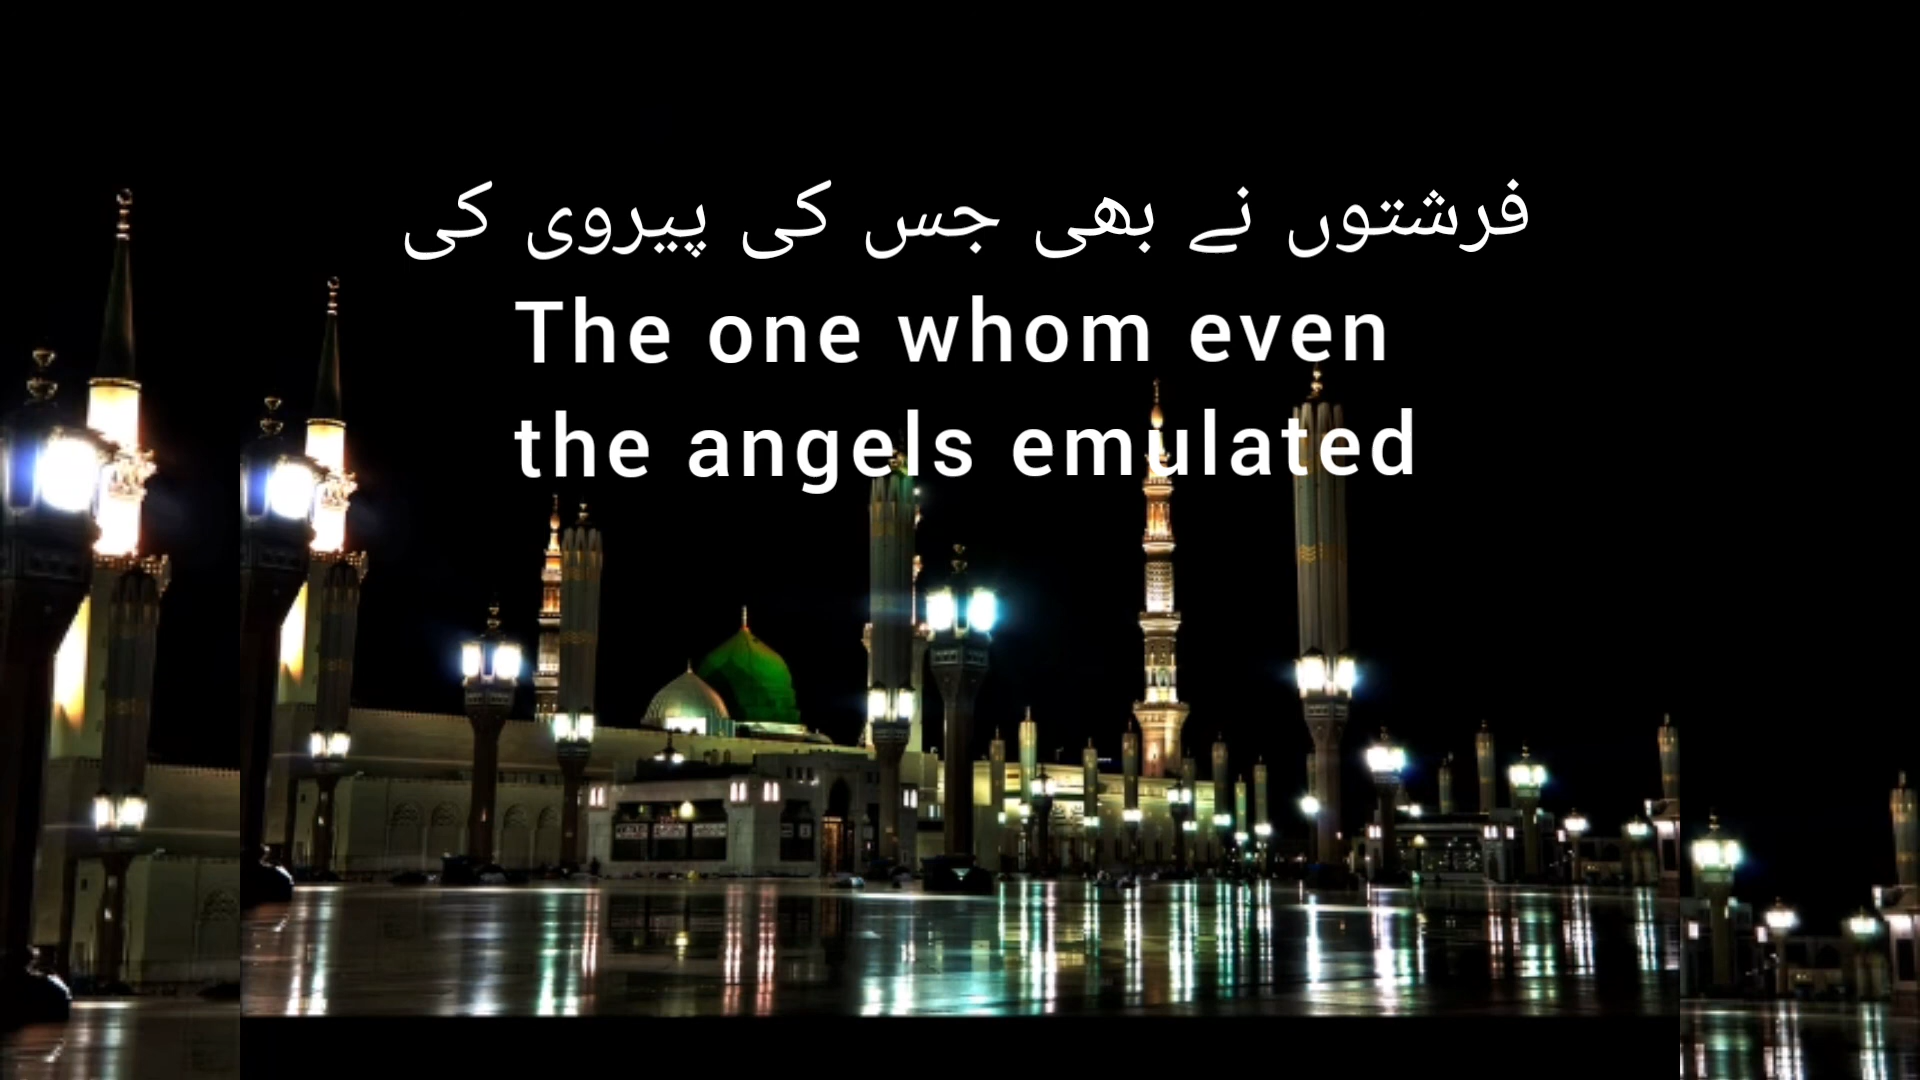 فرشتوں نے بھی جس کی پیروی کی
The one whom even
the angels emulated